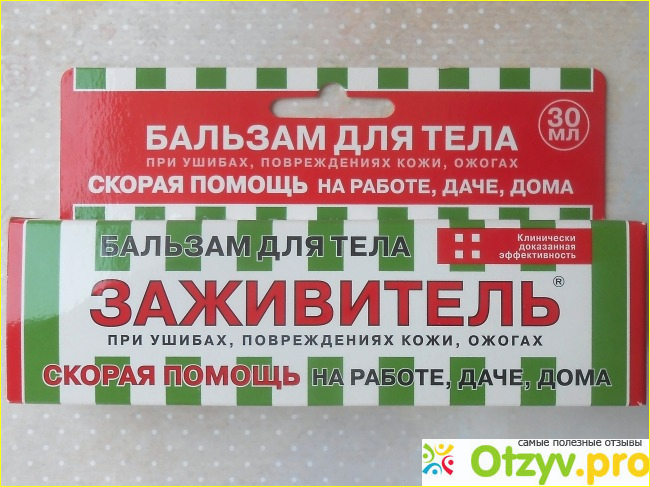 БАЛЬЗАМ ДЛЯ ТЕЛА
30 МЛ
ПРИ УШИБАХ, ПОВРЕЖДЕНИЯХ КОЖИ, ОЖОГАХ
СКОРАЯ ПОМОЩЬ НА РАБОТЕ, ДАЧЕ, ДОМА
БАЛЬЗАМ ДЛЯ ТЕЛА
Клинически
доказанная
эффективность
ЗАЖИВИТЕЛЬ®
ПРИ УШИБАХ, ПОВРЕЖДЕНИЯХ КОЖИ, ОЖОГАХ
СКОРАЯ ПОМОЩЬ НА РАБОТЕ, ДАЧЕ, ДОМА
самые полезные отзывы
Otzyv.pro